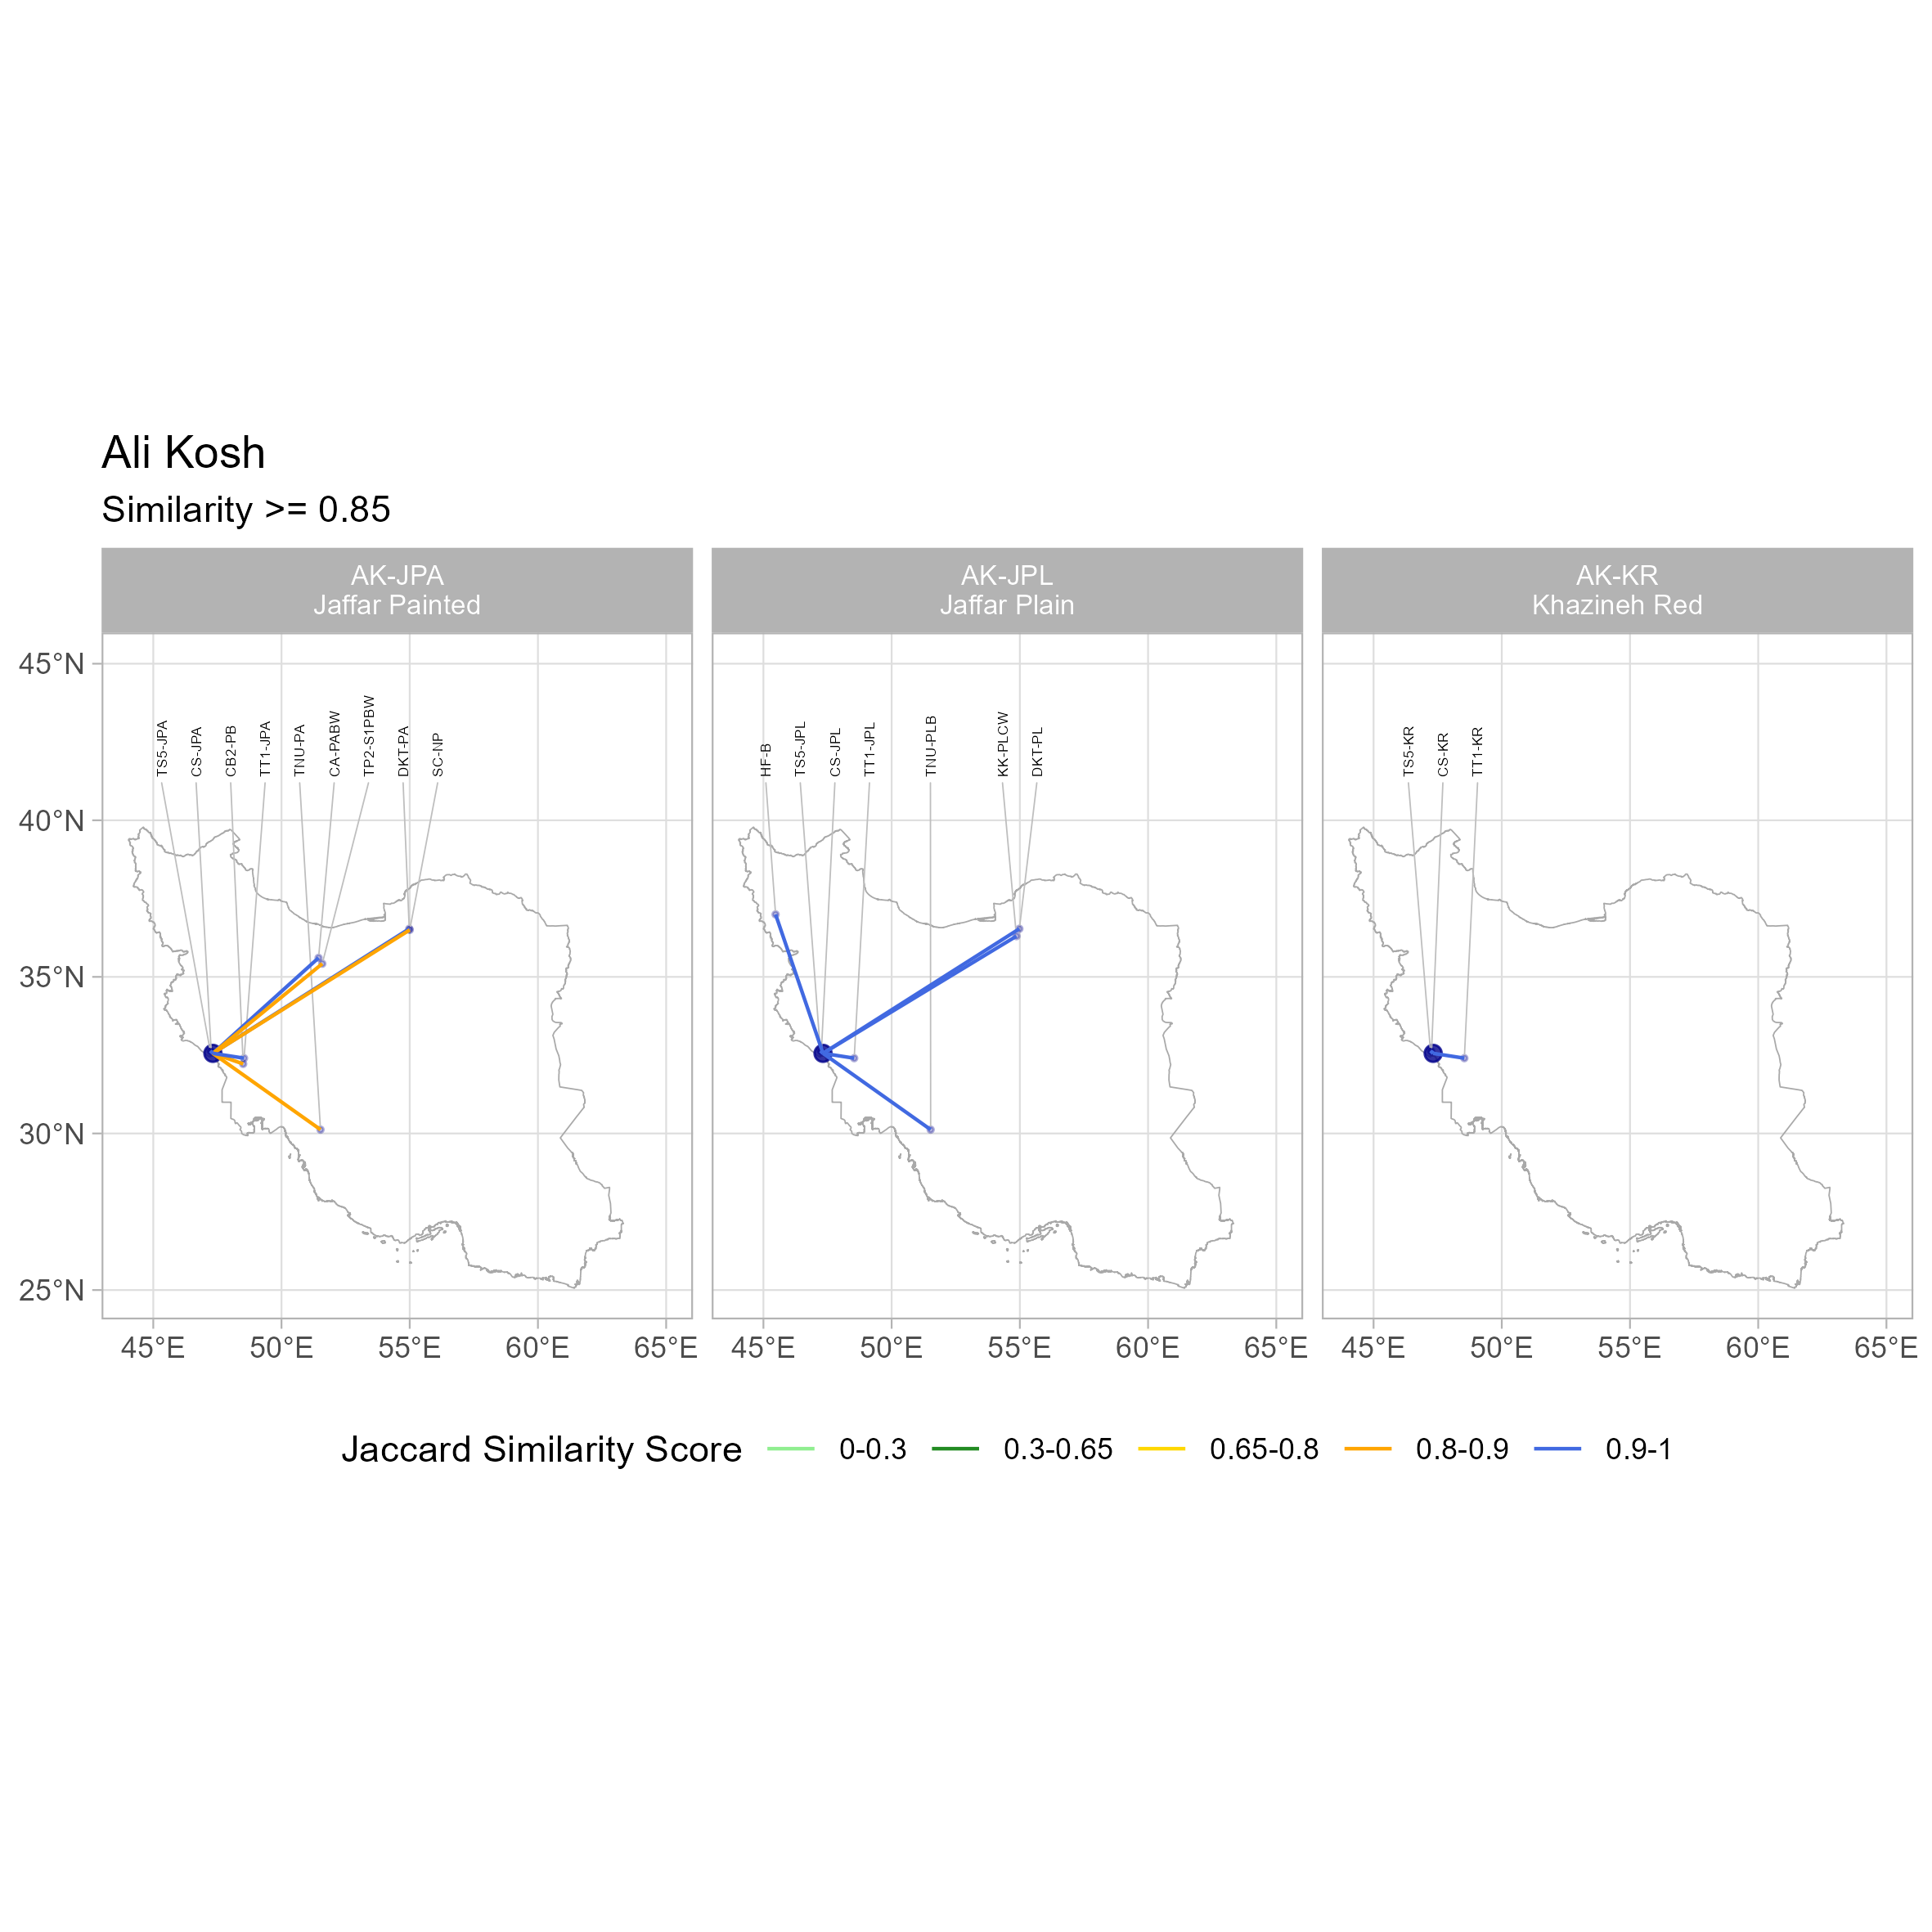 Ali Kosh
Similarity >= 0.85
AK-JPA
Jaffar Painted
AK-JPL
Jaffar Plain
AK-KR
Khazineh Red
45°N
40°N
35°N
30°N
25°N
TS5-JPA
CS-JPA
CB2-PB
TT1-JPA
TNU-PA
CA-PABW
TP2-S1PBW
DKT-PA
SC-NP
HF-B
TS5-JPL
CS-JPL
TT1-JPL
TNU-PLB
KK-PLCW
DKT-PL
TS5-KR
CS-KR
TT1-KR
45°E 50°E 55°E 60°E 65°E
45°E 50°E 55°E 60°E 65°E
45°E 50°E 55°E 60°E 65°E
Jaccard Similarity Score 0-0.3 0.3-0.65 0.65-0.8 0.8-0.9 0.9-1